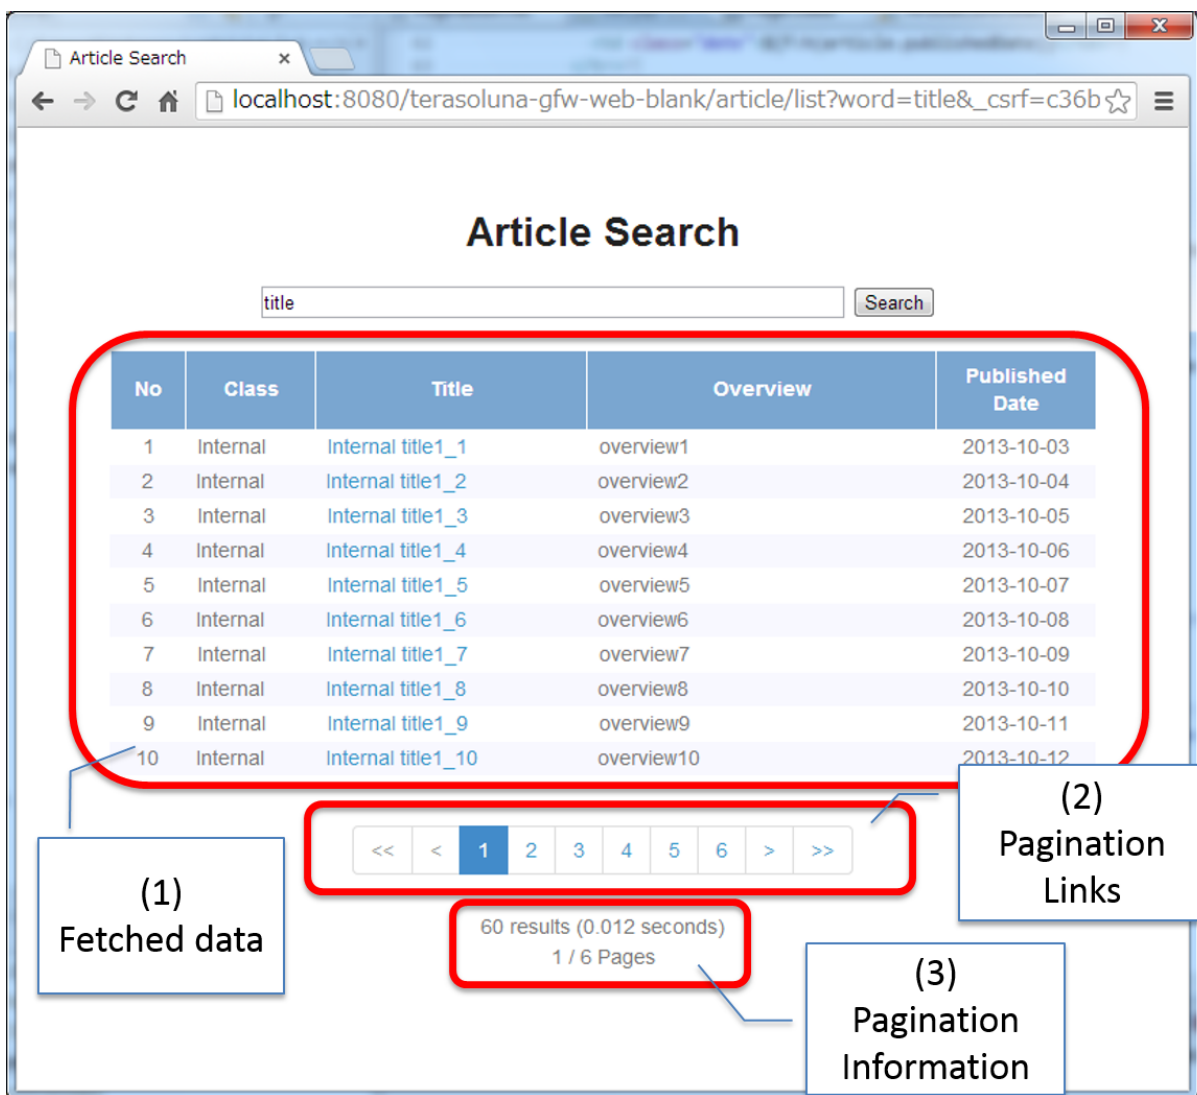 Article Search
localhost:8080/terasoluna-gfw-web-blank/article/list?word=title&_csrf=c36b
Article Search
title Search
No Class Title Overview Published Date
1 Internal Internal title1_1 overview1 2013-10-03
2 Internal Internal title1_2 overview2 2013-10-04
3 Internal Internal title1_3 overview3 2013-10-05
4 Internal Internal title1_4 overview4 2013-10-06
5 Internal Internal title1_5 overview5 2013-10-07
6 Internal Internal title1_6 overview6 2013-10-08
7 Internal Internal title1_7 overview7 2013-10-09
8 Internal Internal title1_8 overview8 2013-10-10
9 Internal Internal title1_9 overview9 2013-10-11
10 Internal Internal title1_10 overview10 2013-10-12
<< < 1 2 3 4 5 6 > >>
60 results (0.012 seconds)
1 / 6 Pages
(1)
Fetched data
(2)
Pagination
Links
(3)
Pagination
Information